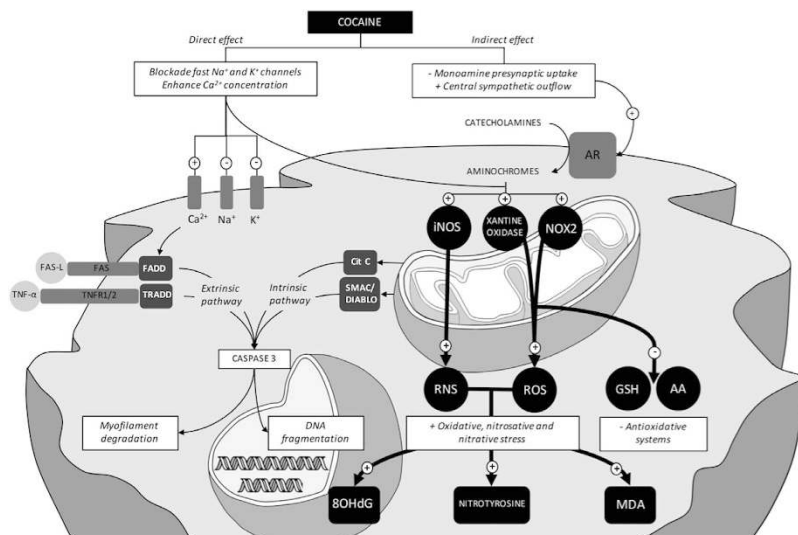 COCAINE
Direct effect
Indirect effect
Blockade fast Na⁺ and K⁺ channels
Enhance Ca²⁺ concentration
- Monoamine presynaptic uptake
+ Central sympathetic outflow
+
CATECHOLAMINES
AR
AMINOCHROMES
+
-
-
Ca²⁺
Na⁺
K⁺
+
+
+
iNOS
XANTINE
OXIDASE
NOX2
FAS-L
FAS
FADD
TNF-α
TNFR1/2
TRADD
Extrinsic
pathway
Intrinsic
pathway
Cit C
SMAC/
DIABLO
CASPASE 3
+
+
-
RNS
ROS
GSH
AA
Myofilament
degradation
DNA
fragmentation
+ Oxidative, nitrosative and
nitrative stress
- Antioxidative
systems
+
+
+
8OHdG
NITROTYROSINE
MDA